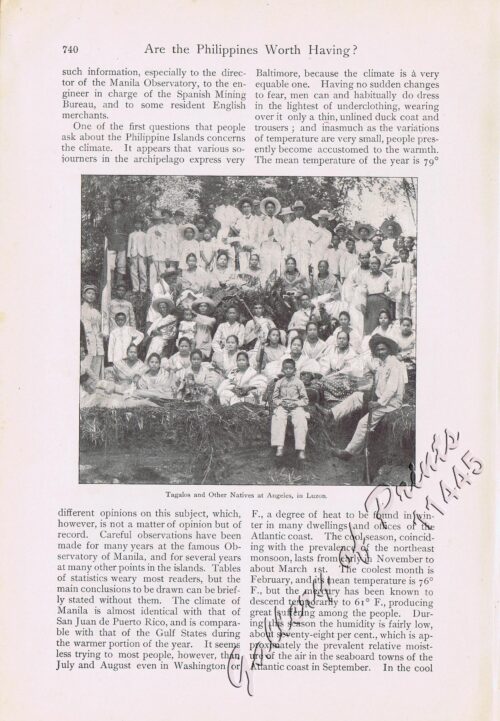 740
Are the Philippines Worth Having?
such information, especially to the direc-
tor of the Manila Observatory, to the en-
gineer in charge of the Spanish Mining
Bureau, and to some resident English
merchants.
One of the first questions that people
ask about the Philippine Islands concerns
the climate. It appears that various so-
journers in the archipelago express very
different opinions on this subject, which,
however, is not a matter of opinion but of
record. Careful observations have been
made for many years at the famous Ob-
servatory of Manila, and for several years
at many other points in the islands. Tables
of statistics weary most readers, but the
main conclusions to be drawn can be brief-
ly stated without them. The climate of
Manila is almost identical with that of
San Juan de Puerto Rico, and is compara-
ble with that of the Gulf States during
the warmer portion of the year. It seems
less trying to most people, however, than
July and August even in Washington or
Baltimore, because the climate is a very
equable one. Having no sudden changes
to fear, men can and habitually do dress
in the lightest of underclothing, wearing
over it only a thin, unlined duck coat and
trousers; and inasmuch as the variations
of temperature are very small, people pres-
ently become accustomed to the warmth.
The mean temperature of the year is 79°
F., a degree of heat to be found in win-
ter in many dwellings and offices of the
Atlantic coast. The cool season, coincid-
ing with the prevalence of the northeast
monsoon, lasts from early November to
about March 1st. The coolest month is
February, and its mean temperature is 76°
F., but the mercury has been known to
descend temporarily to 61° F., producing
great suffering among the people. Dur-
ing this season the humidity is fairly low,
about twenty-eight per cent., which is ap-
proximately the prevalent relative moist-
ure of the air in the seaboard towns of the
Atlantic coast in September. In the cool
Tagalos and Other Natives at Angeles, in Luzon.
Gallery of Prints
11445